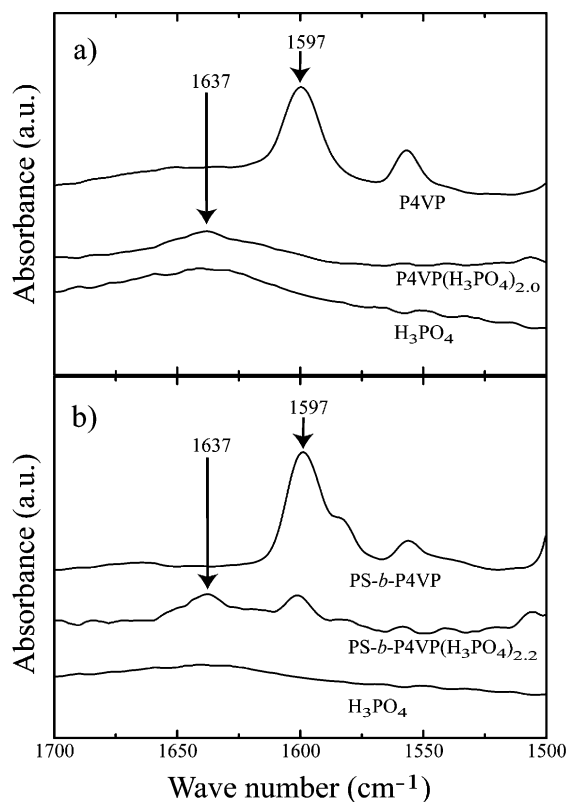 a)
1597
1637
P4VP
P4VP(H₃PO₄)₂.₀
H₃PO₄
Absorbance (a.u.)
b)
1597
1637
PS-b-P4VP
PS-b-P4VP(H₃PO₄)₂.₂
H₃PO₄
Absorbance (a.u.)
1700 1650 1600 1550 1500
Wave number (cm⁻¹)